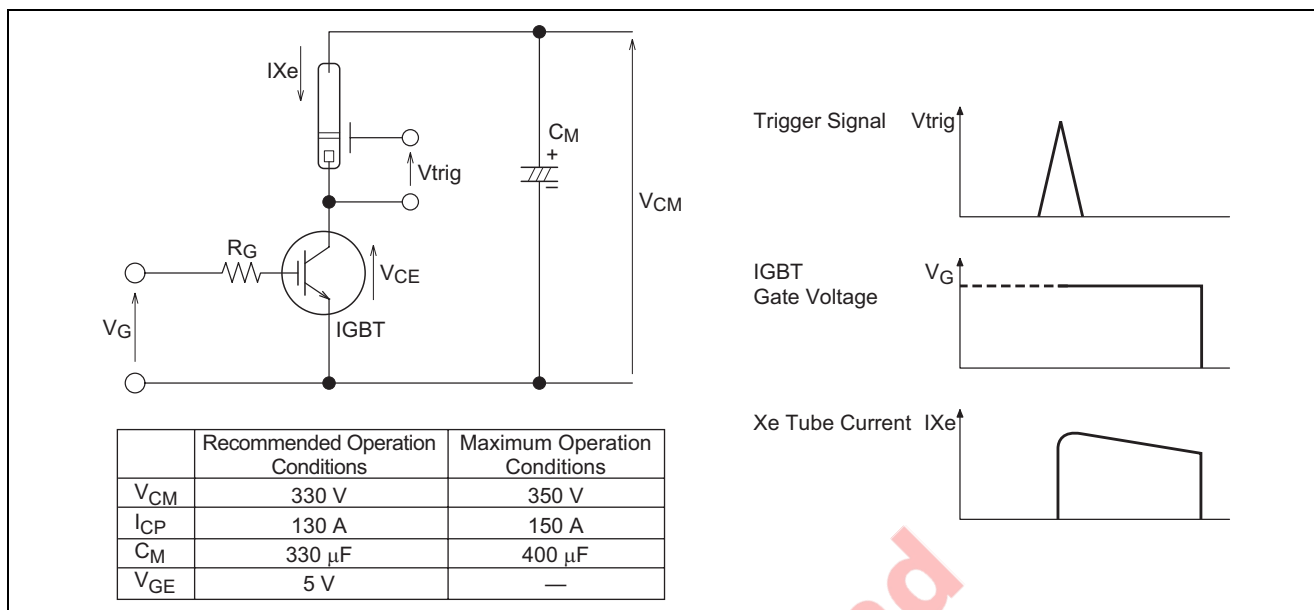 IXe
CM
+
–
Vtrig
VCM
RG
VCE
VG
IGBT
Recommended Operation Conditions
Maximum Operation Conditions
VCM 330 V 350 V
ICP 130 A 150 A
CM 330 μF 400 μF
VGE 5 V —
Trigger Signal Vtrig
IGBT
Gate Voltage
VG
Xe Tube Current IXe